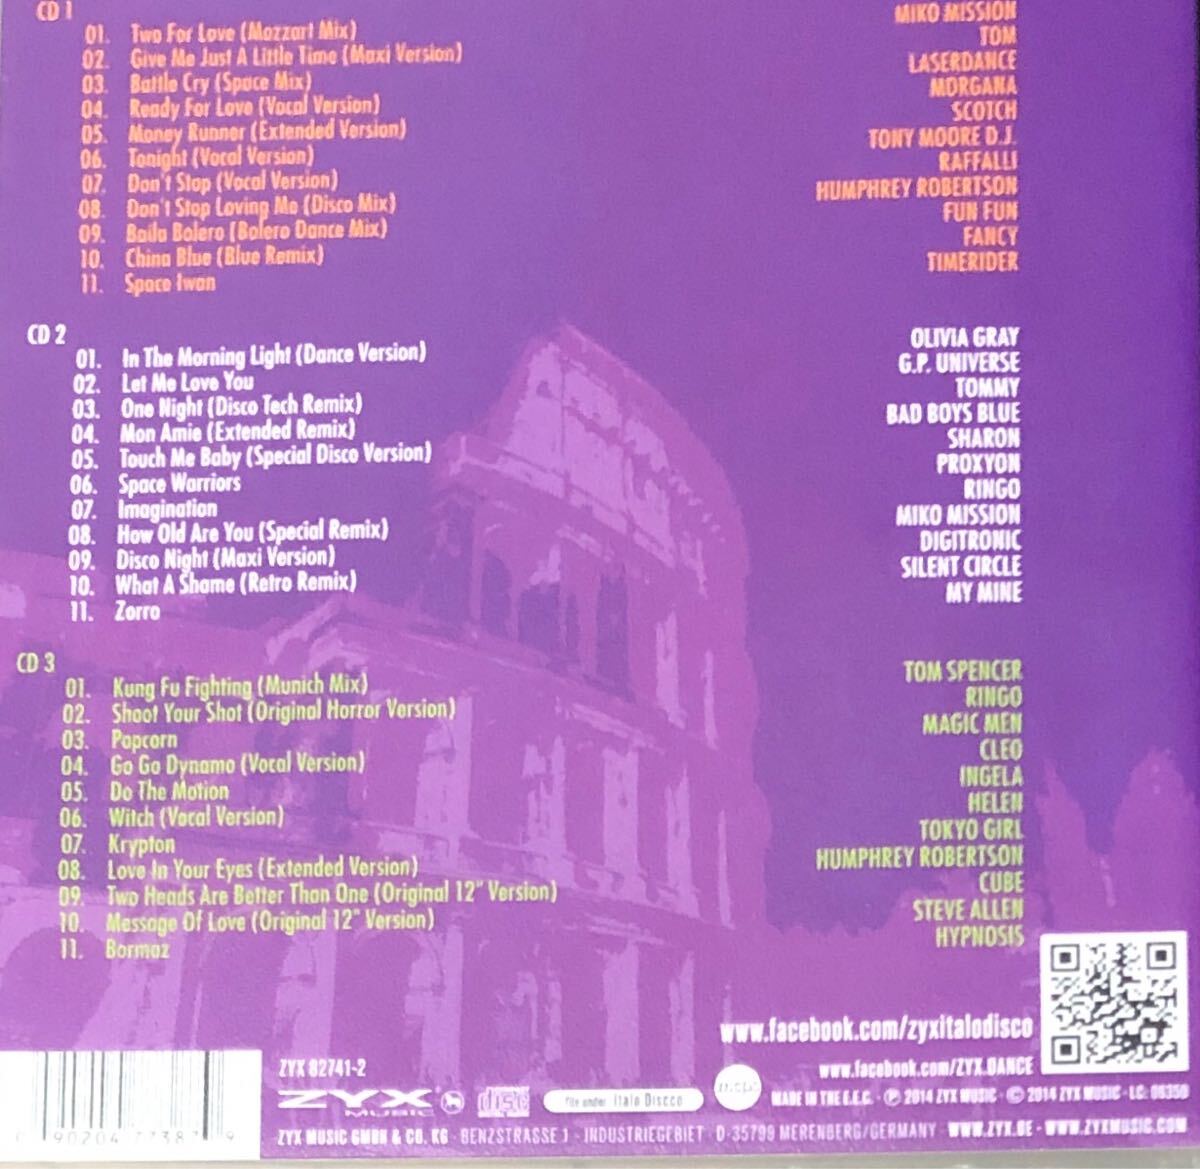 CD 1
01. Two For Love (Mozzart Mix) MIKO MISSION
02. Give Me Just A Little Time (Maxi Version) TOM
03. Battle Cry (Space Mix) LASERDANCE
04. Ready For Love (Vocal Version) MORGANA
05. Money Runner (Extended Version) SCOTCH
06. Tonight (Vocal Version) TONY MOORE D.J.
07. Don't Stop (Vocal Version) RAFFALLI
08. Don't Stop Loving Me (Disco Mix) HUMPHREY ROBERTSON
09. Baila Bolero (Bolero Dance Mix) FUN FUN
10. China Blue (Blue Remix) FANCY
11. Space Iwan TIMERIDER
CD 2
01. In The Morning Light (Dance Version) OLIVIA GRAY
02. Let Me Love You G.P. UNIVERSE
03. One Night (Disco Tech Remix) TOMMY
04. Mon Amie (Extended Remix) BAD BOYS BLUE
05. Touch Me Baby (Special Disco Version) SHARON
06. Space Warriors PROXYON
07. Imagination RINGO
08. How Old Are You (Special Remix) MIKO MISSION
09. Disco Night (Maxi Version) DIGITRONIC
10. What A Shame (Retro Remix) SILENT CIRCLE
11. Zorro MY MINE
CD 3
01. Kung Fu Fighting (Munich Mix) TOM SPENCER
02. Shoot Your Shot (Original Horror Version) RINGO
03. Popcorn MAGIC MEN
04. Go Go Dynamo (Vocal Version) CLEO
05. Do The Motion INGELA
06. Witch (Vocal Version) HELEN
07. Krypton TOKYO GIRL
08. Love In Your Eyes (Extended Version) HUMPHREY ROBERTSON
09. Two Heads Are Better Than One (Original 12" Version) CUBE
10. Message Of Love (Original 12" Version) STEVE ALLEN
11. Bormaz HYPNOSIS
www.facebook.com/zyxitalodisco
www.facebook.com/ZYX.DANCE
ZYX 82741-2
ZYX MUSIC
disc
file under Italo Discco
MADE IN THE E.E.C. · Ⓟ 2014 ZYX MUSIC · © 2014 ZYX MUSIC · LC: 06350
ZYX MUSIC GMBH & CO. KG · BENZSTRASSE 1 · INDUSTRIEGEBIET · D-35799 MERENBERG/GERMANY · WWW.ZYX.DE · WWW.ZYXMUSIC.COM